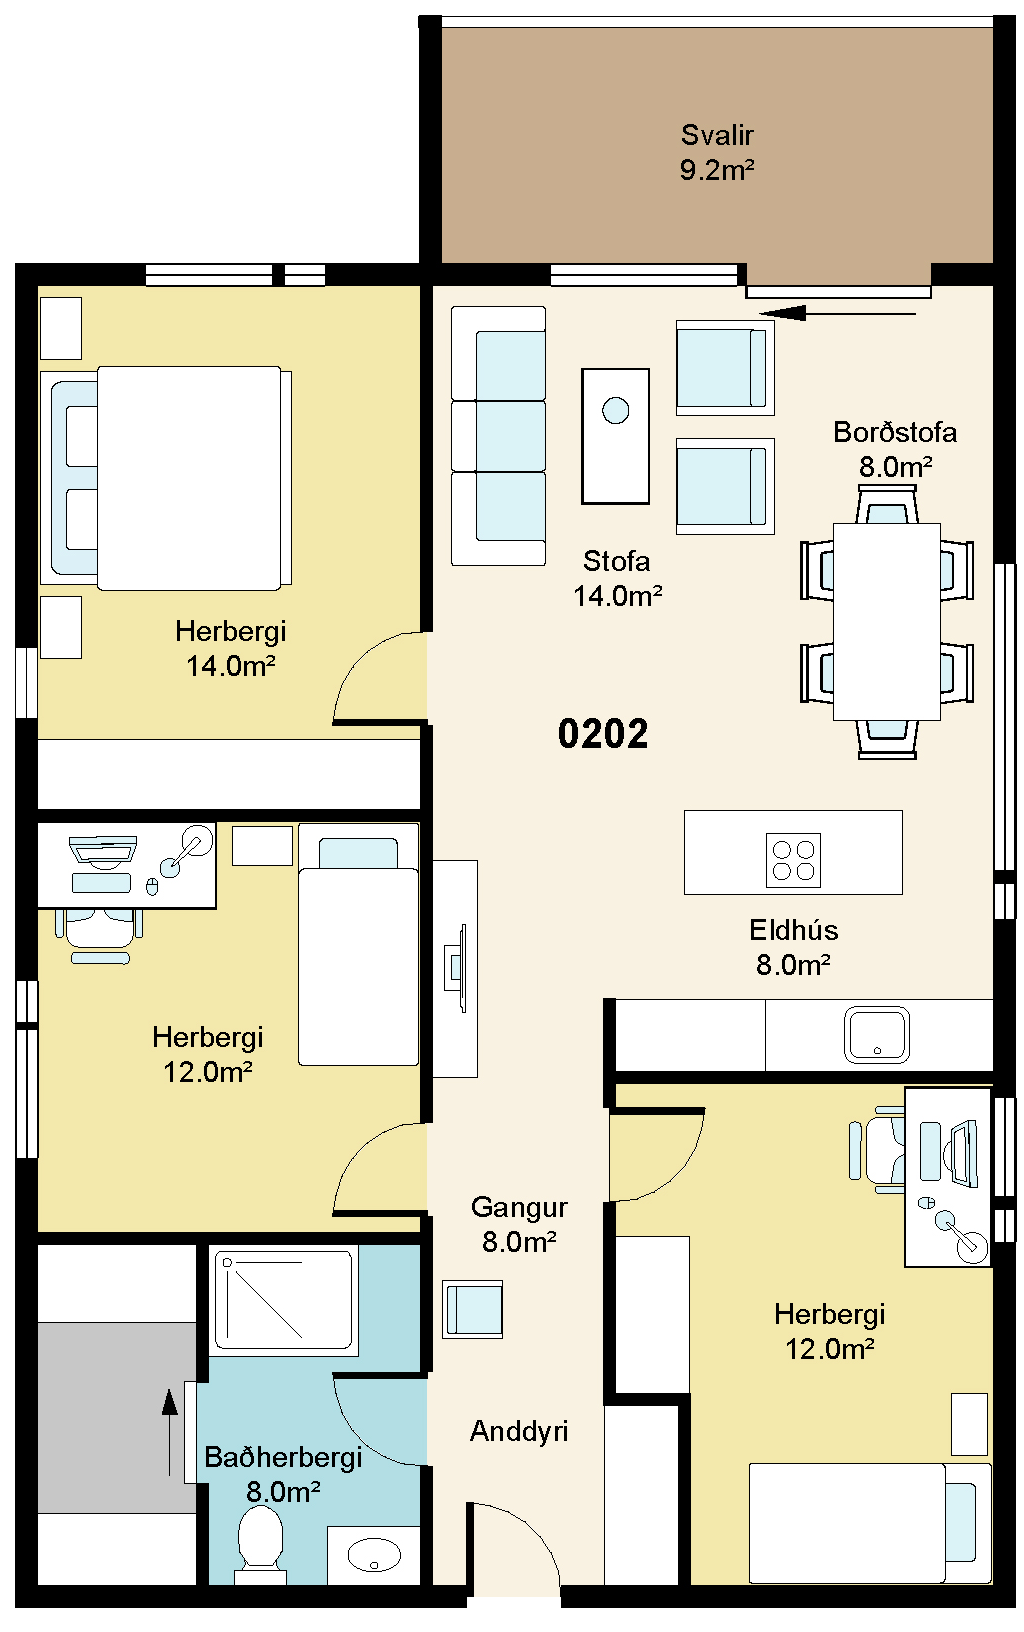 Svalir
9.2m²
Borðstofa
8.0m²
Stofa
14.0m²
Herbergi
14.0m²
0202
Eldhús
8.0m²
Herbergi
12.0m²
Gangur
8.0m²
Herbergi
12.0m²
Anddyri
Baðherbergi
8.0m²